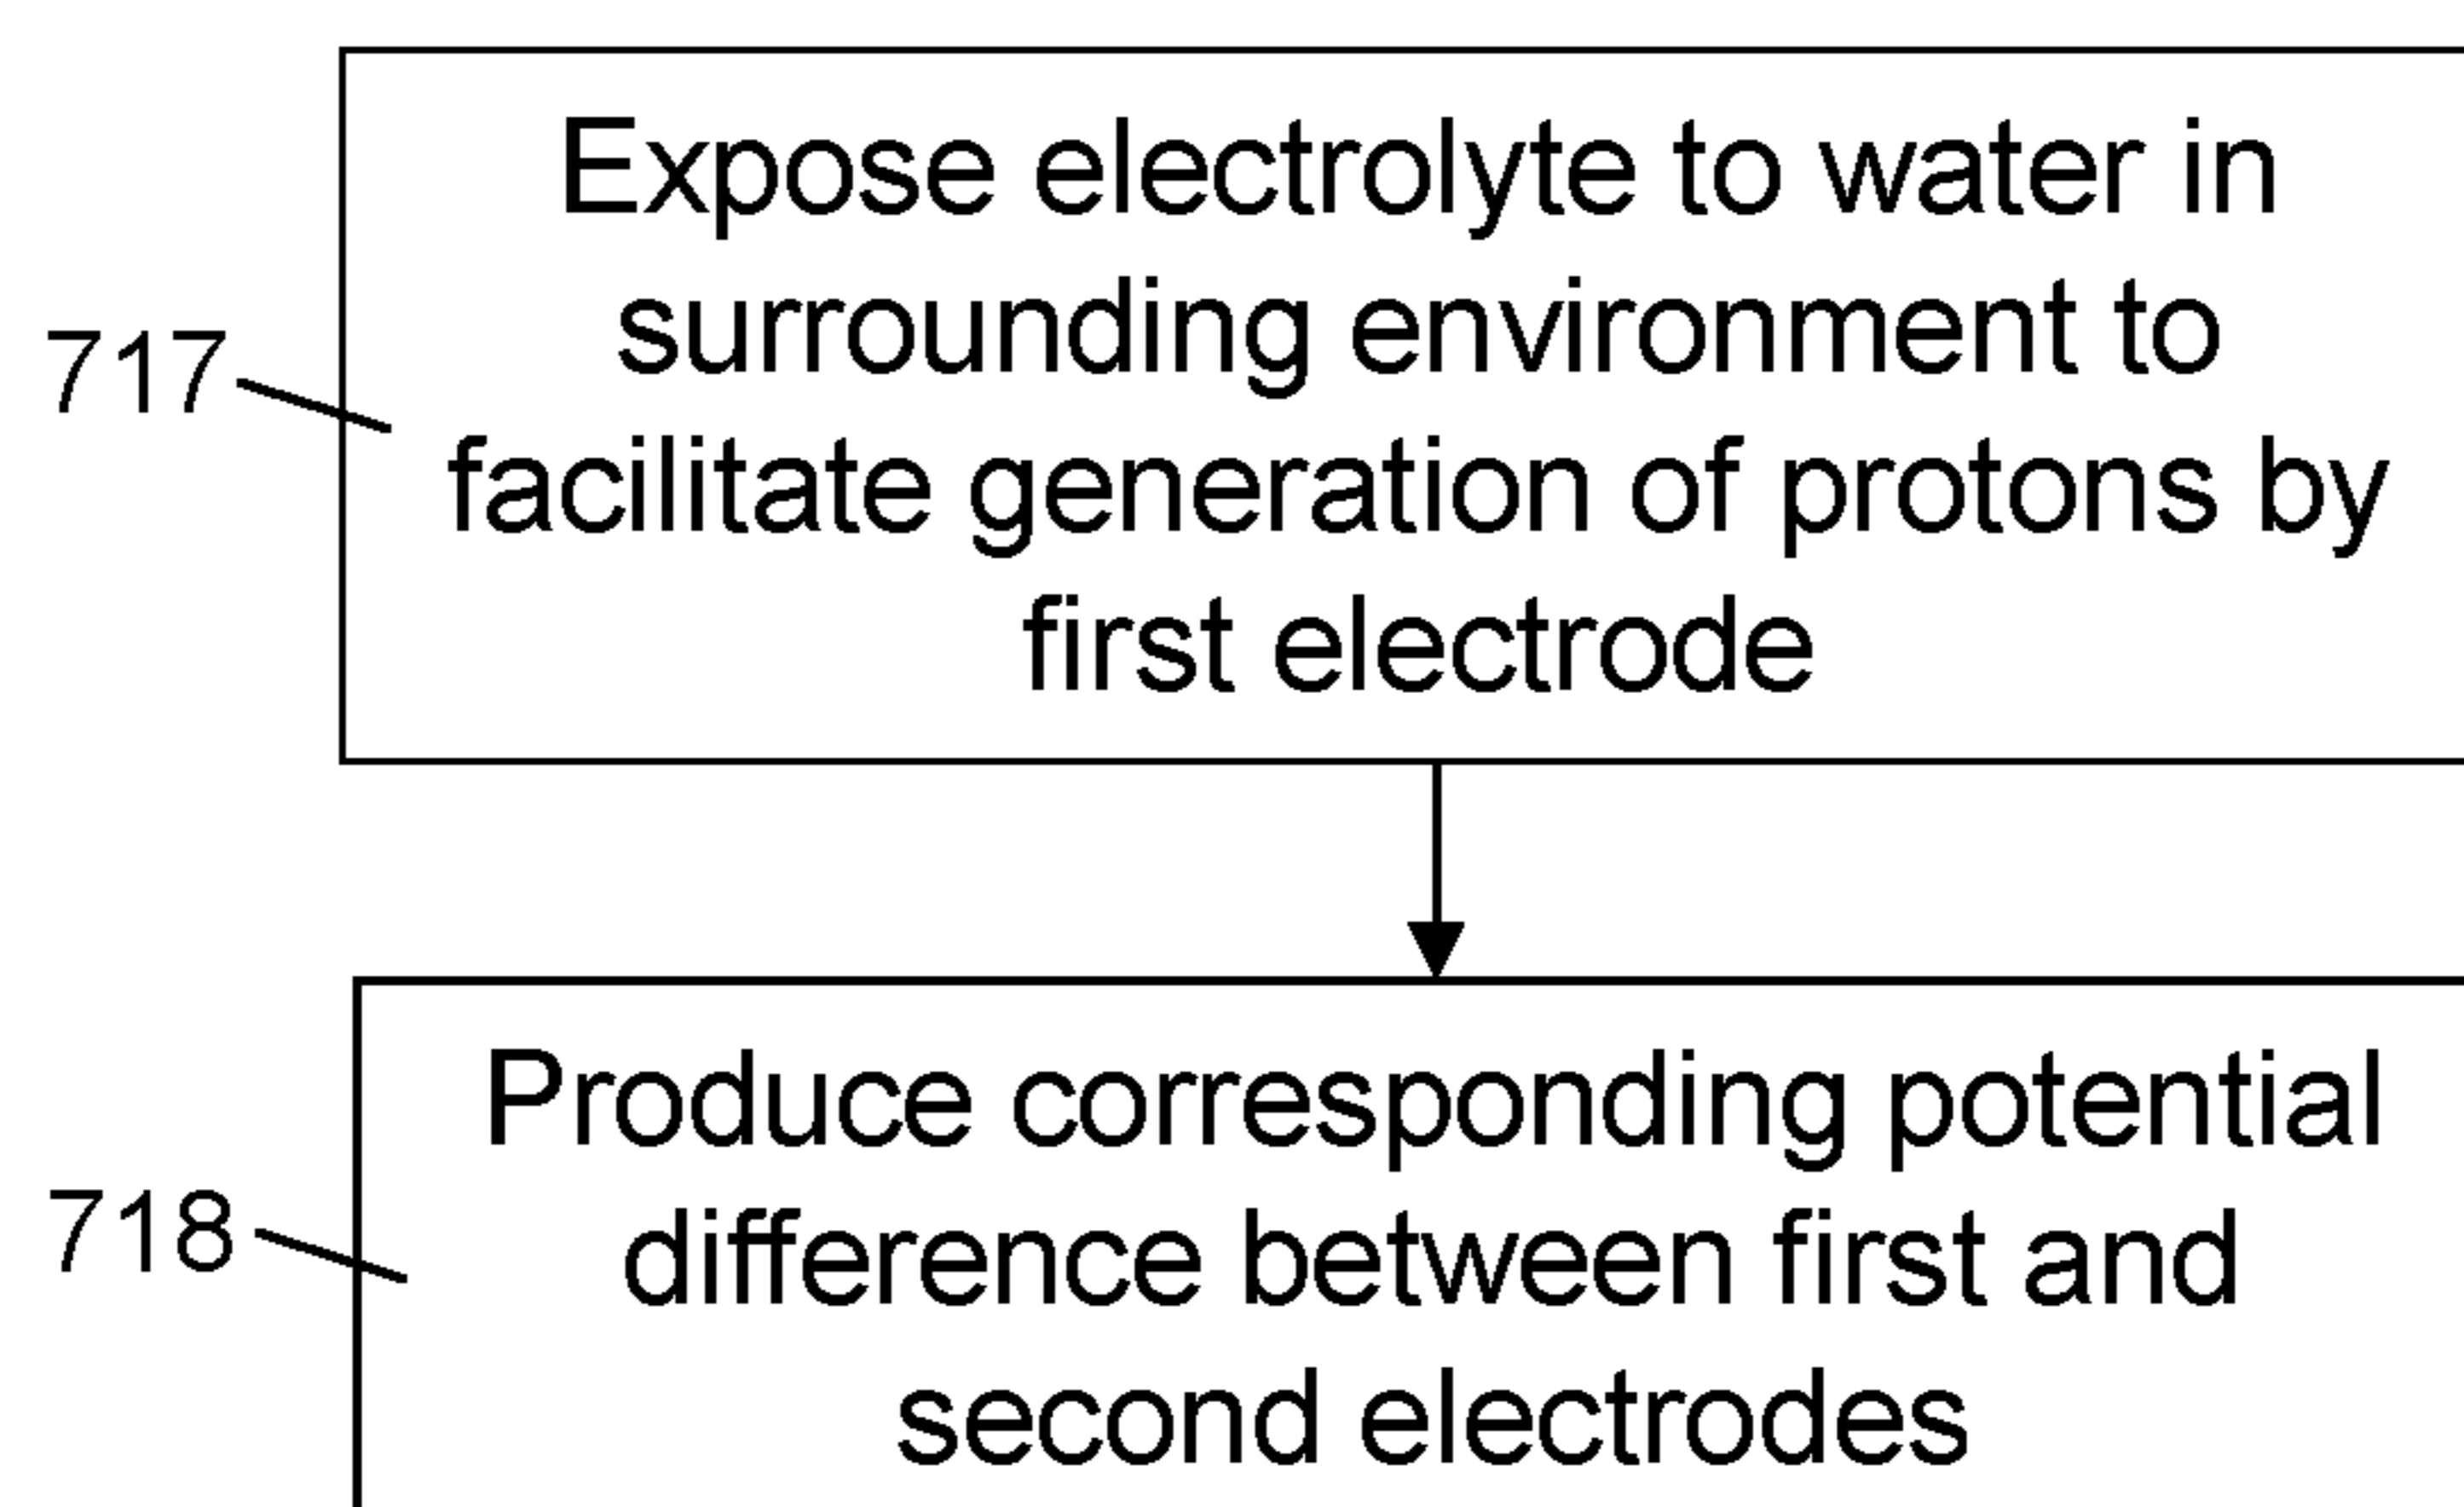 Expose electrolyte to water in
surrounding environment to
717
facilitate generation of protons by
first electrode
Produce corresponding potential
718
difference between first and
second electrodes